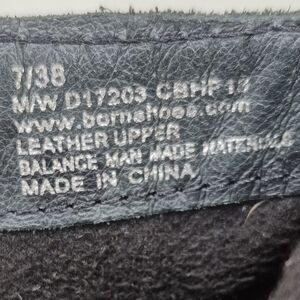 7/38
M/W D17203 CBHF 13
www.bornshoes.com
LEATHER UPPER
BALANCE MAN MADE MATERIALS
MADE IN CHINA